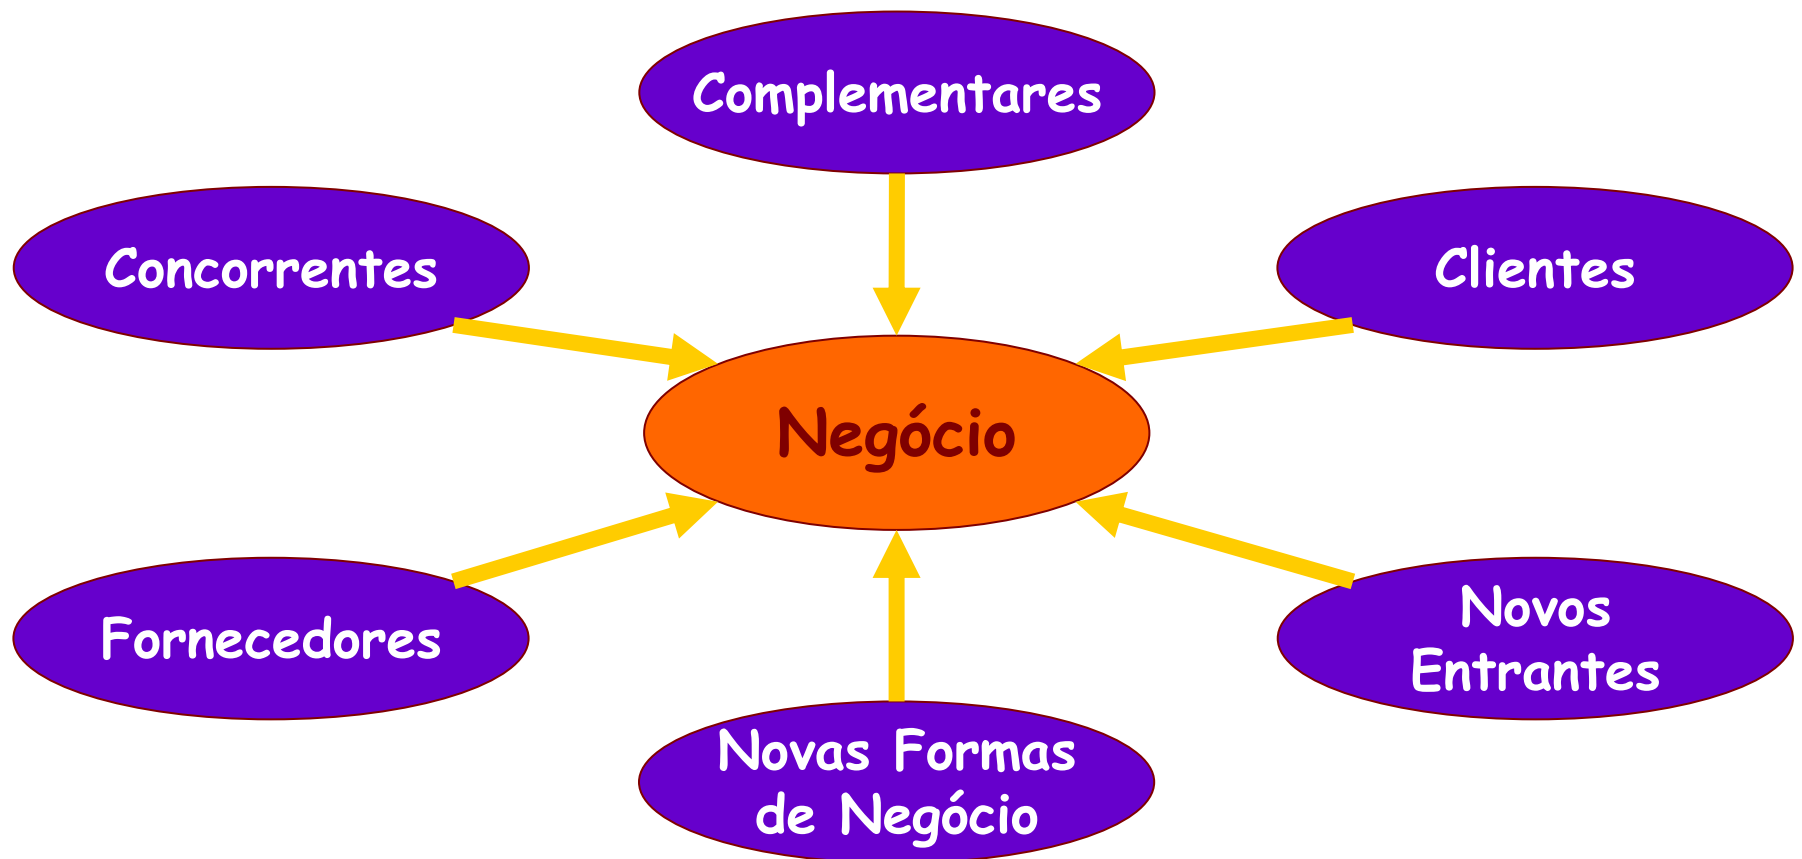 Complementares
Concorrentes
Clientes
Negócio
Fornecedores
Novos
Entrantes
Novas Formas
de Negócio